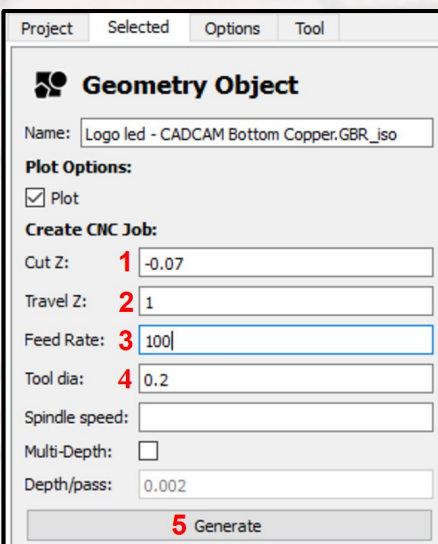 Project Selected Options Tool
Geometry Object
Name: Logo led - CADCAM Bottom Copper.GBR_iso
Plot Options:
Plot
Create CNC Job:
Cut Z: 1 -0.07
Travel Z: 2 1
Feed Rate: 3 100
Tool dia: 4 0.2
Spindle speed:
Multi-Depth:
Depth/pass: 0.002
5 Generate